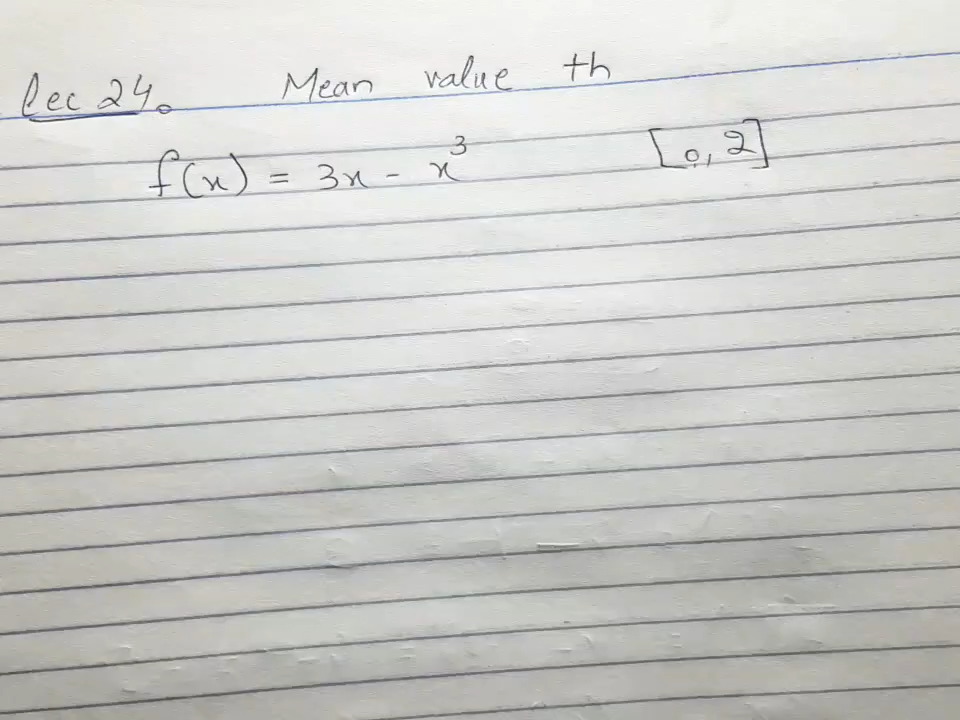 Lec 24. Mean value th
f(x) = 3x - x³ [0, 2]